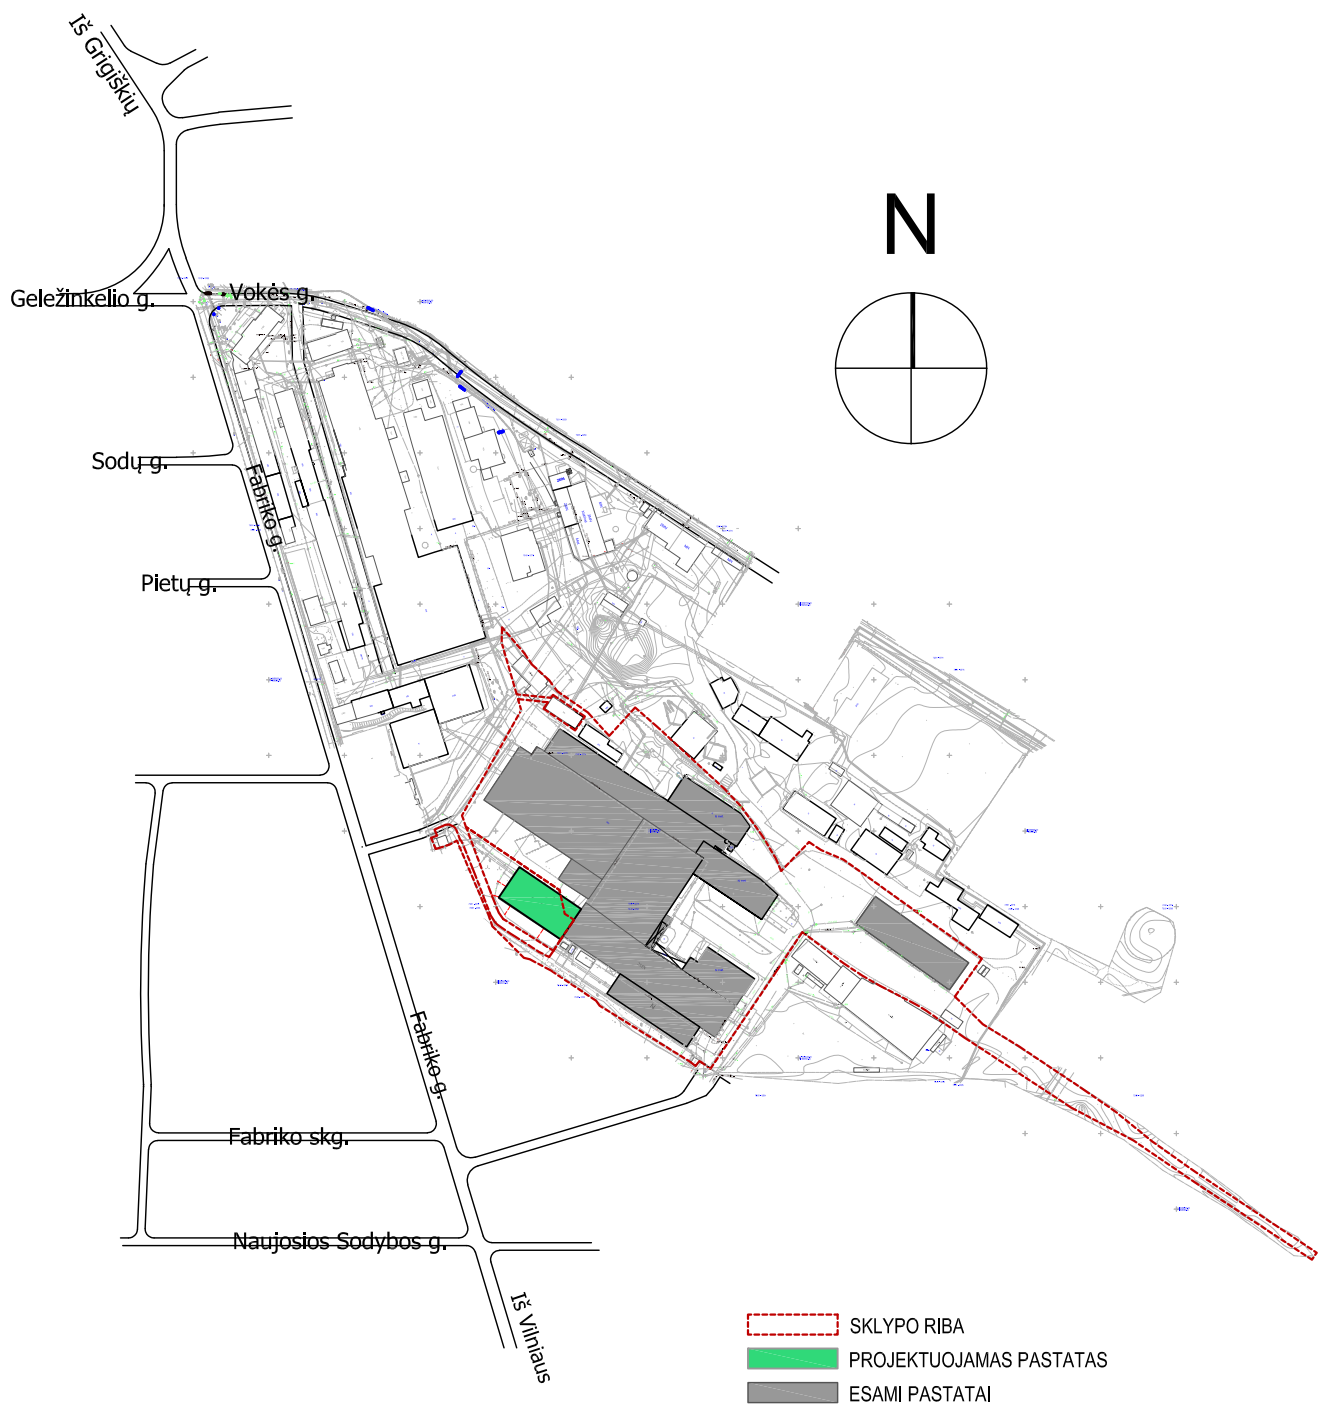 Iš Grigiškių
N
Vokės g.
Geležinkelio g.
Sodų g.
Fabriko g.
Pietų g.
Fabriko g.
Fabriko skg.
Naujosios Sodybos g.
Iš Vilniaus
SKLYPO RIBA
PROJEKTUOJAMAS PASTATAS
ESAMI PASTATAI